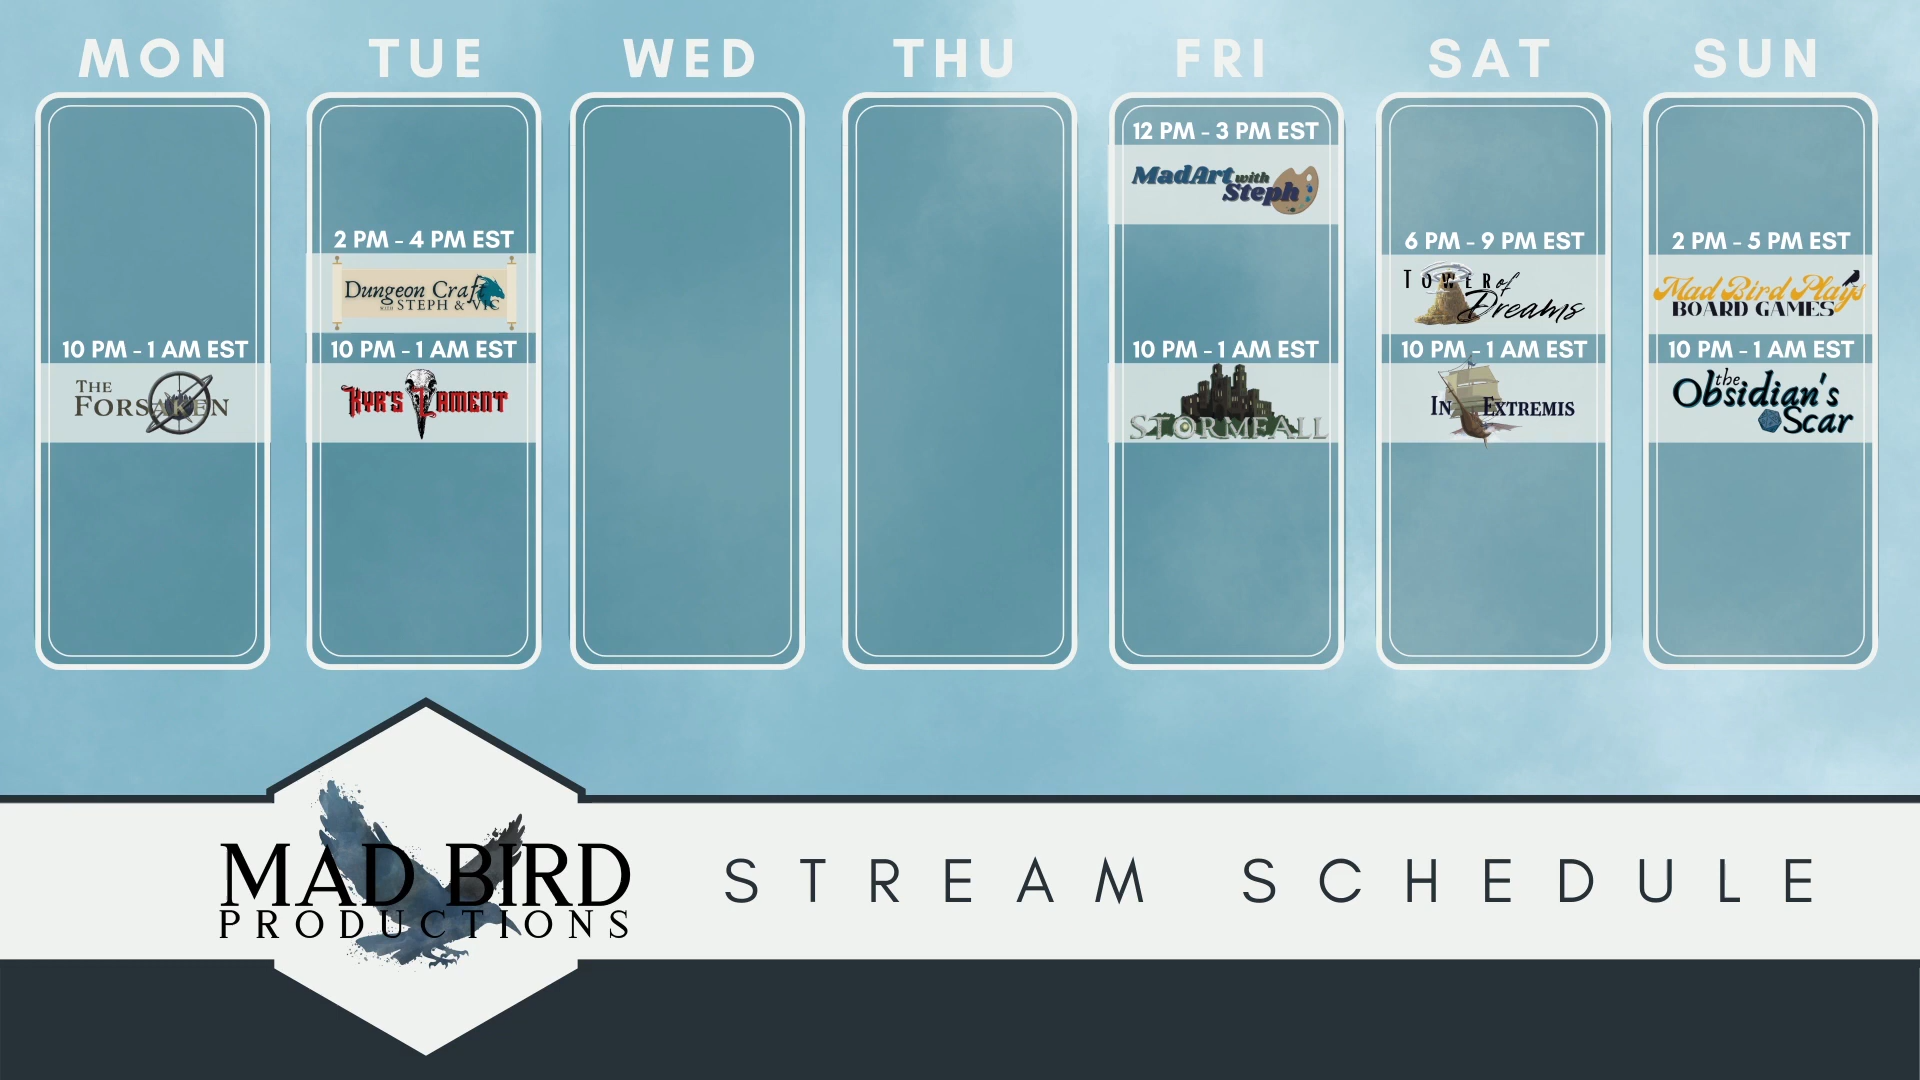 MON
10 PM - 1 AM EST
THE
FORSAKEN
TUE
2 PM - 4 PM EST
Dungeon Craft
WITH STEPH & VIC
10 PM - 1 AM EST
KYR'S LAMENT
WED
THU
FRI
12 PM - 3 PM EST
MadArt with
Steph
10 PM - 1 AM EST
STORMFALL
SAT
6 PM - 9 PM EST
TOWER of
Dreams
10 PM - 1 AM EST
IN EXTREMIS
SUN
2 PM - 5 PM EST
Mad Bird Plays
BOARD GAMES
10 PM - 1 AM EST
the
Obsidian's
Scar
MAD BIRD
PRODUCTIONS
STREAM SCHEDULE